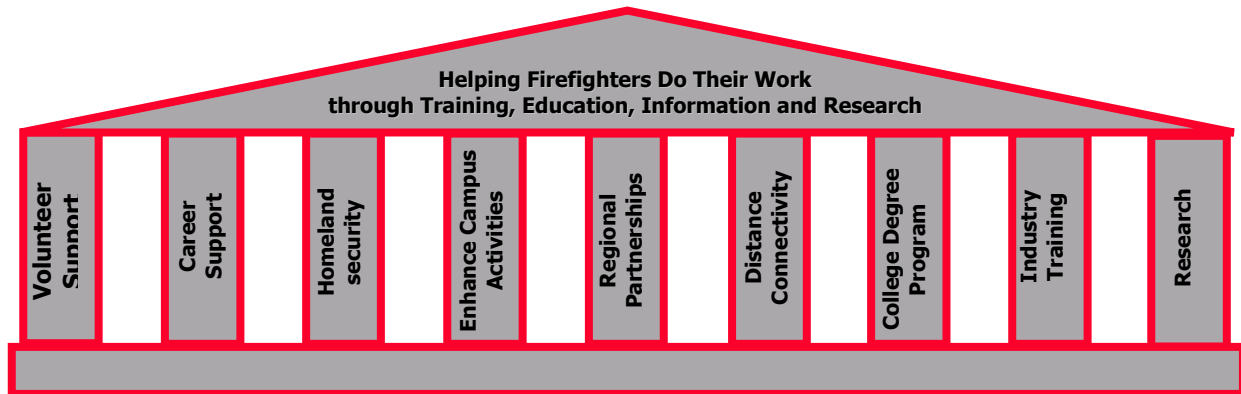 Helping Firefighters Do Their Work
through Training, Education, Information and Research
Volunteer
Support
Career
Support
Homeland
security
Enhance Campus
Activities
Regional
Partnerships
Distance
Connectivity
College Degree
Program
Industry
Training
Research